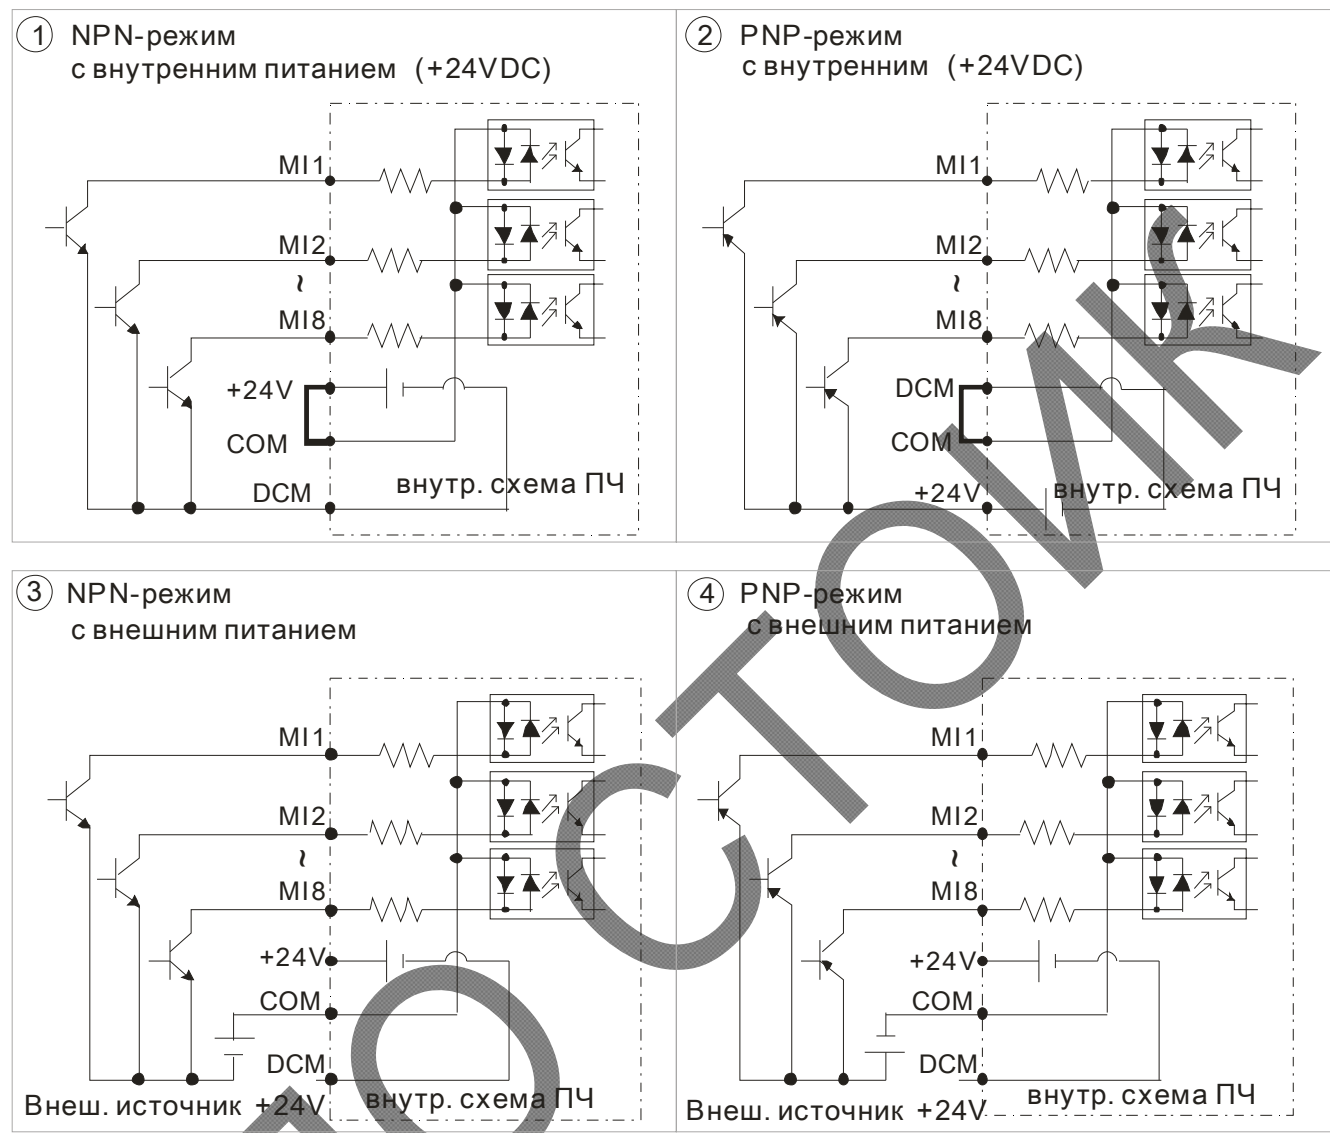 1 NPN-режим
с внутренним питанием (+24VDC)
MI1
MI2
~
MI8
+24V
COM
DCM
внутр. схема ПЧ
2 PNP-режим
с внутренним (+24VDC)
MI1
MI2
~
MI8
DCM
COM
+24V
внутр. схема ПЧ
3 NPN-режим
с внешним питанием
MI1
MI2
~
MI8
+24V
COM
DCM
внутр. схема ПЧ
Внеш. источник +24V
4 PNP-режим
с внешним питанием
MI1
MI2
~
MI8
+24V
COM
DCM
внутр. схема ПЧ
Внеш. источник +24V
СТОИК